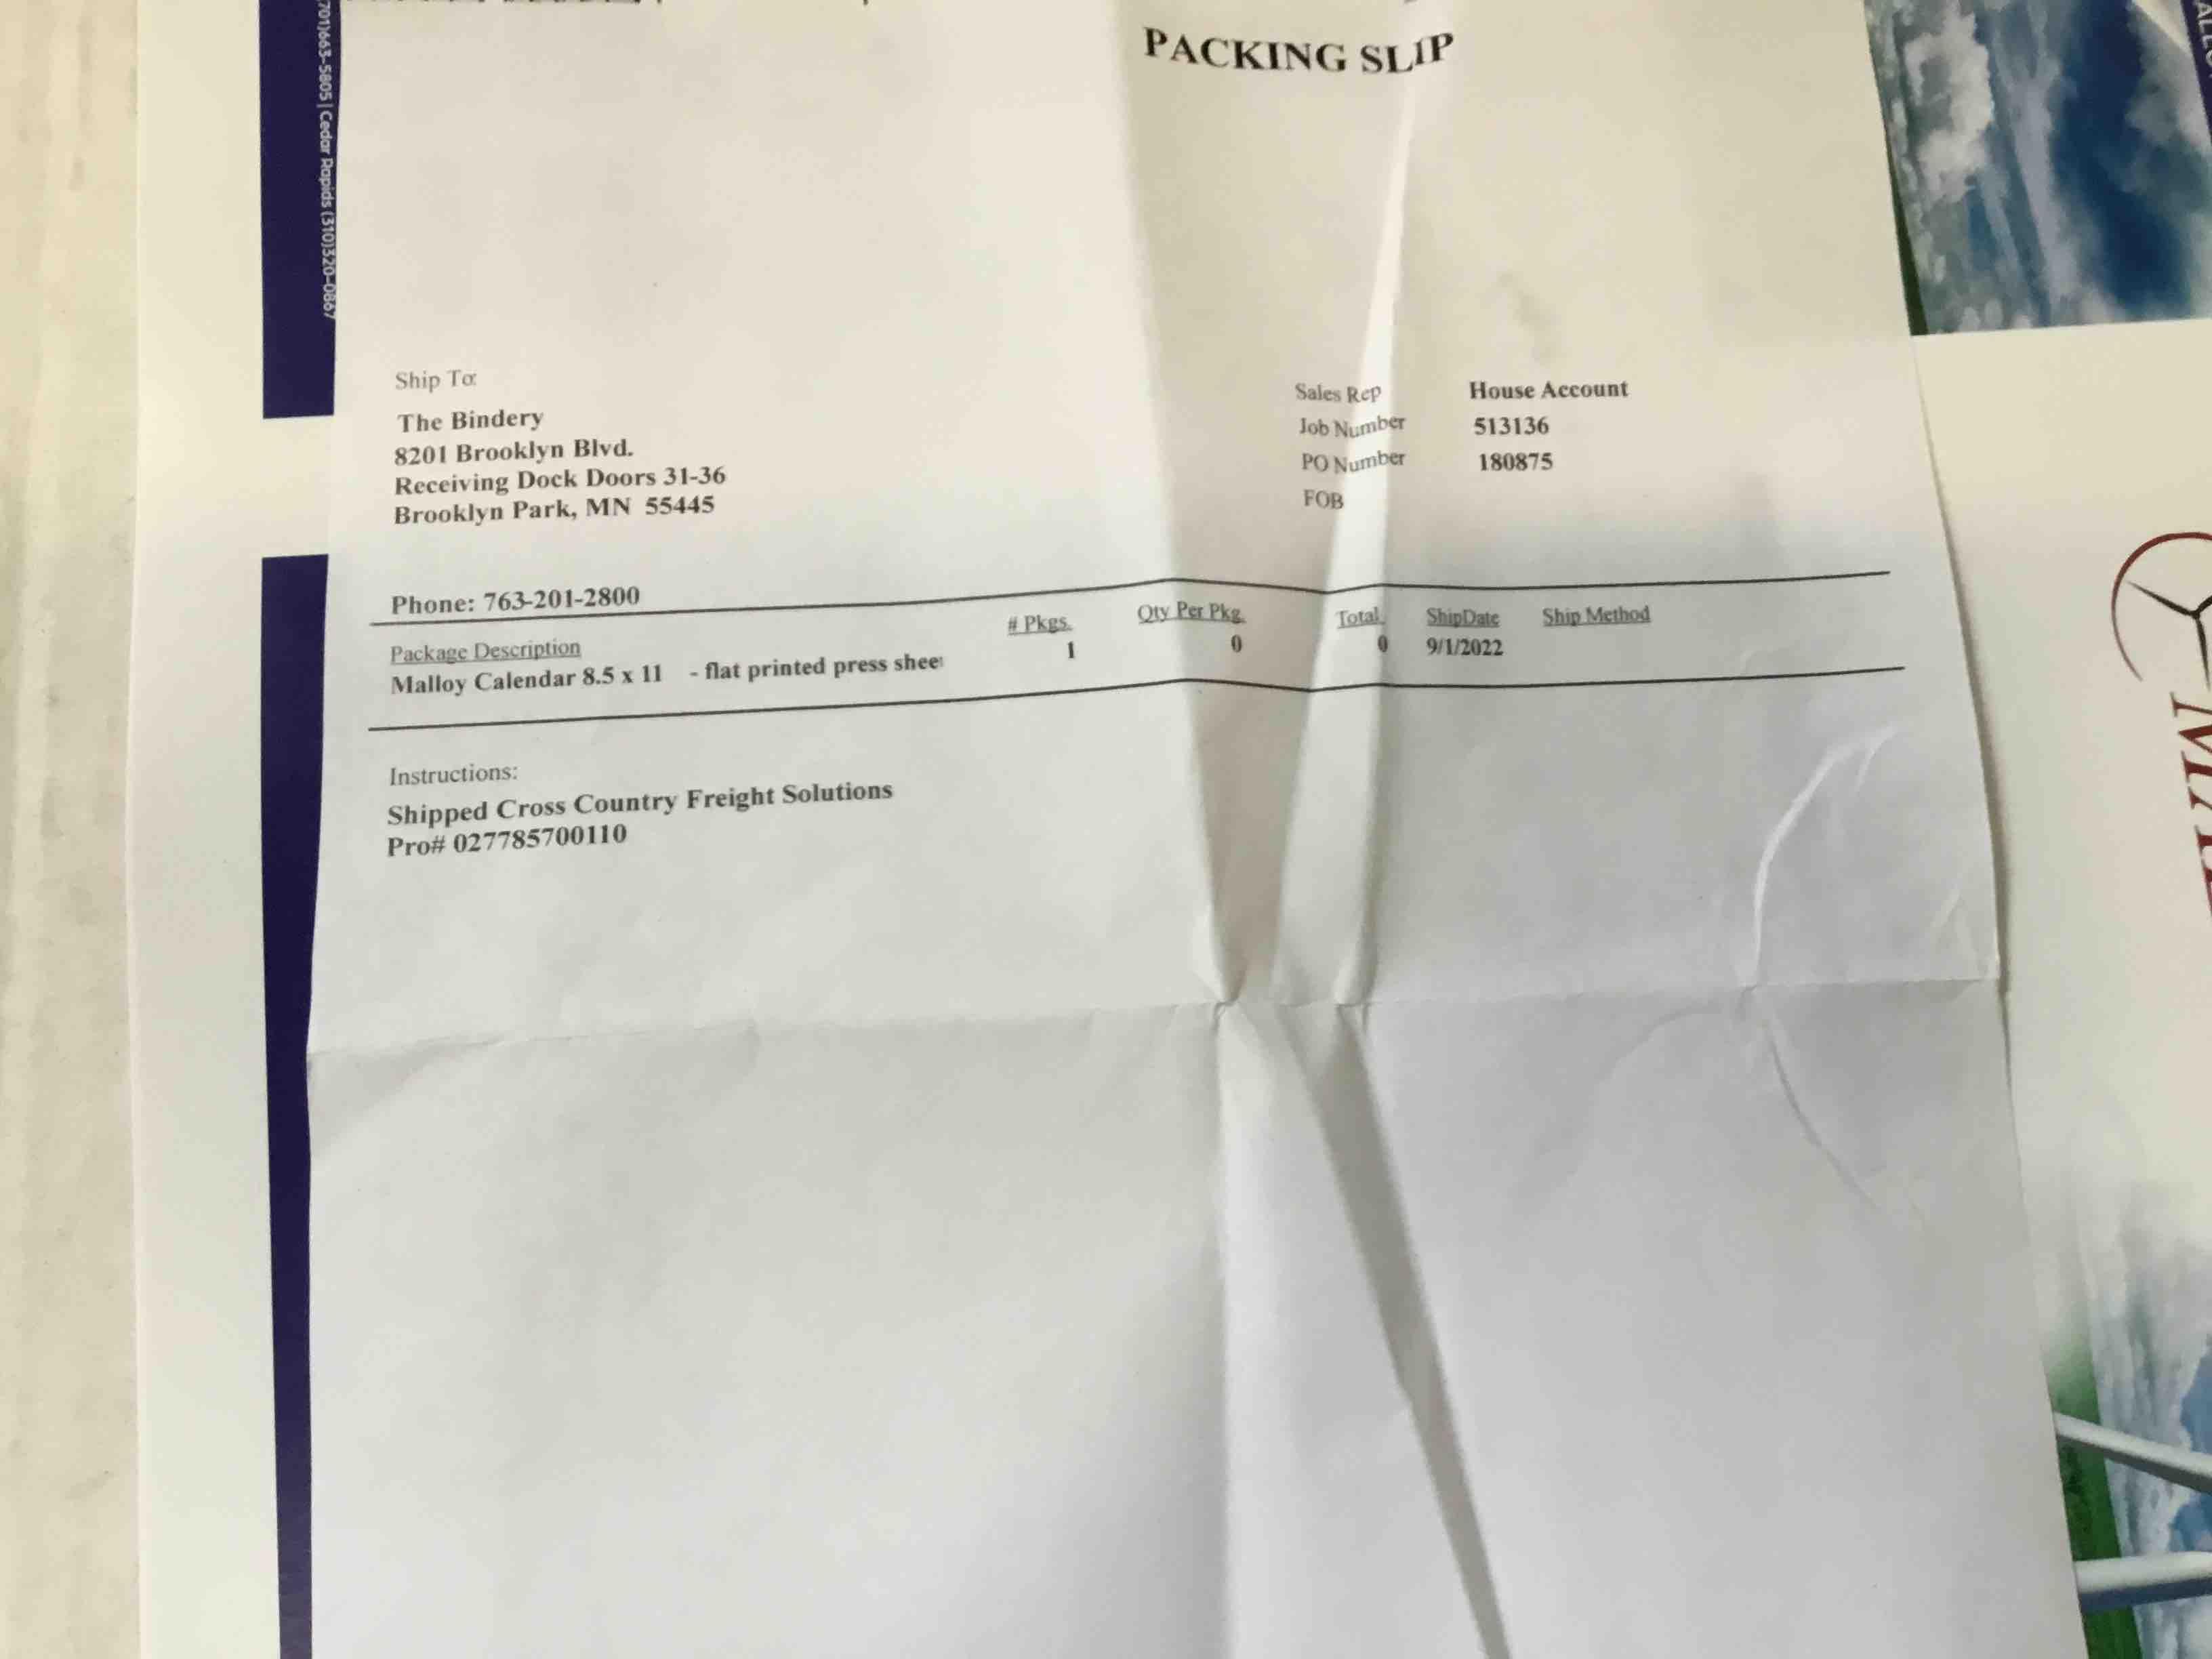 PACKING SLIP
701)663-5805 | Cedar Rapids (310)320-0867
Ship To:
The Bindery
8201 Brooklyn Blvd.
Receiving Dock Doors 31-36
Brooklyn Park, MN 55445
Phone: 763-201-2800
Sales Rep House Account
Job Number 513136
PO Number 180875
FOB
Package Description # Pkgs. Qty Per Pkg. Total ShipDate Ship Method
Malloy Calendar 8.5 x 11 - flat printed press shee 1 0 0 9/1/2022
Instructions:
Shipped Cross Country Freight Solutions
Pro# 027785700110